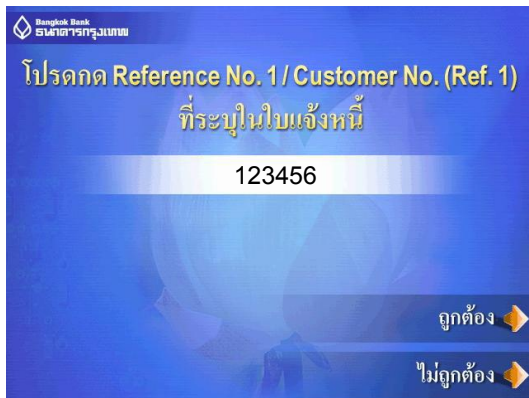 Bangkok Bank
ธนาคารกรุงเทพ
โปรดกด Reference No. 1 / Customer No. (Ref. 1)
ที่ระบุในใบแจ้งหนี้
123456
ถูกต้อง
ไม่ถูกต้อง